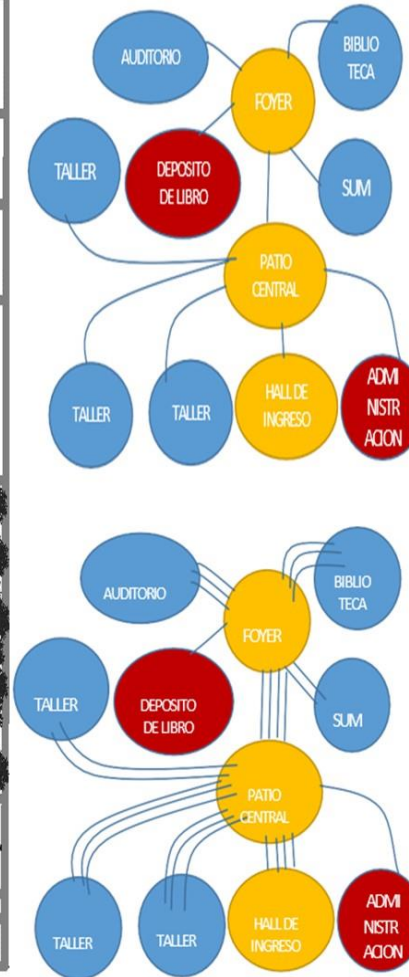 AUDITORIO
BIBLIO
TECA
FOYER
TALLER
DEPOSITO
DE LIBRO
SUM
PATIO
CENTRAL
TALLER
TALLER
HALL DE
INGRESO
ADMI
NISTR
ACION
AUDITORIO
BIBLIO
TECA
FOYER
TALLER
DEPOSITO
DE LIBRO
SUM
PATIO
CENTRAL
TALLER
TALLER
HALL DE
INGRESO
ADMI
NISTR
ACION